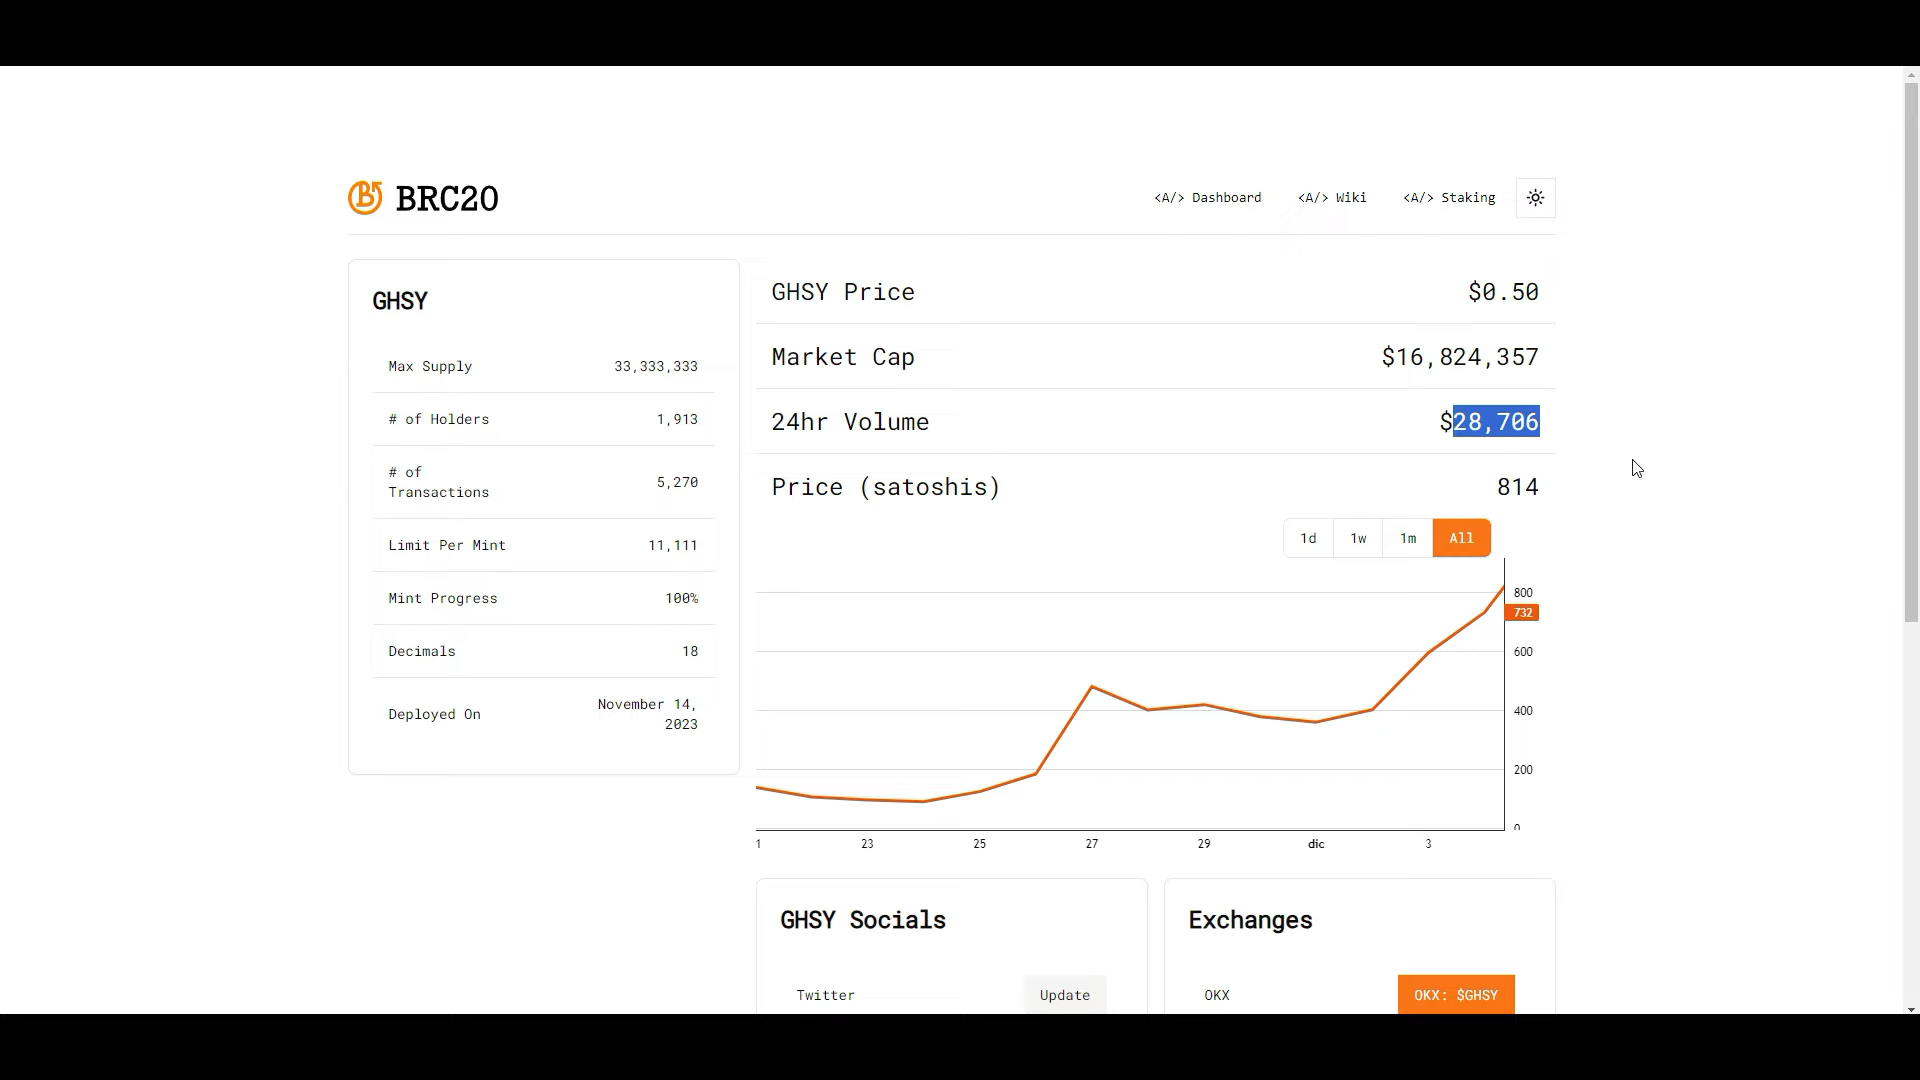 BRC20
<A/> Dashboard
<A/> Wiki
<A/> Staking
GHSY
Max Supply 33,333,333
# of Holders 1,913
# of
Transactions 5,270
Limit Per Mint 11,111
Mint Progress 100%
Decimals 18
Deployed On November 14,
2023
GHSY Price $0.50
Market Cap $16,824,357
24hr Volume $28,706
Price (satoshis) 814
1d 1w 1m All
800
732
600
400
200
0
1 23 25 27 29 dic 3
GHSY Socials
Twitter Update
Exchanges
OKX OKX: $GHSY